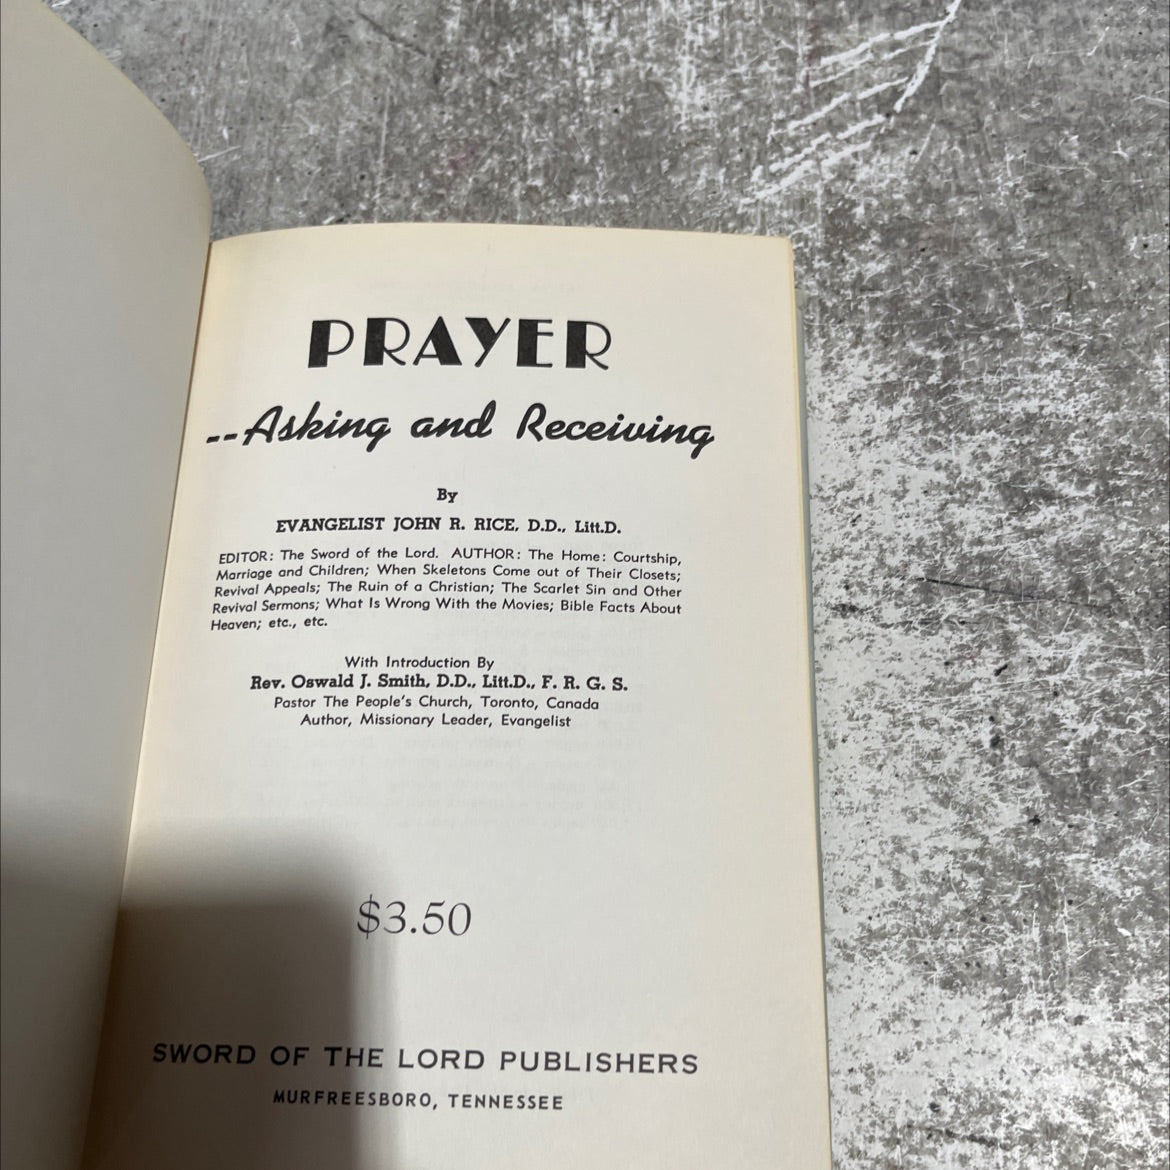 PRAYER
--Asking and Receiving
By
EVANGELIST JOHN R. RICE, D.D., Litt.D.
EDITOR: The Sword of the Lord. AUTHOR: The Home: Courtship,
Marriage and Children; When Skeletons Come out of Their Closets;
Revival Appeals; The Ruin of a Christian; The Scarlet Sin and Other
Revival Sermons; What Is Wrong With the Movies; Bible Facts About
Heaven; etc., etc.
With Introduction By
Rev. Oswald J. Smith, D.D., Litt.D., F. R. G. S.
Pastor The People's Church, Toronto, Canada
Author, Missionary Leader, Evangelist
$3.50
SWORD OF THE LORD PUBLISHERS
MURFREESBORO, TENNESSEE